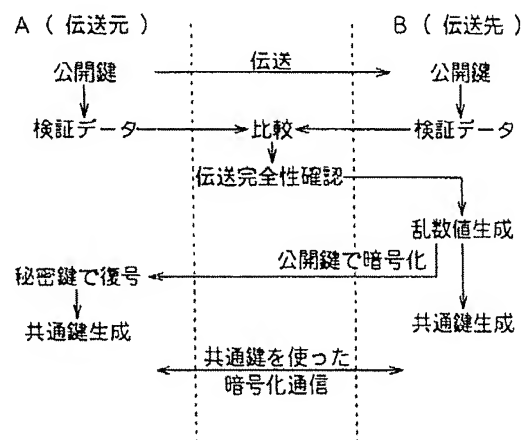 A ( 伝送元 )
B ( 伝送先 )
公開鍵
伝送
公開鍵
検証データ
比較
検証データ
伝送完全性確認
乱数値生成
公開鍵で暗号化
秘密鍵で復号
共通鍵生成
共通鍵生成
共通鍵を使った
暗号化通信